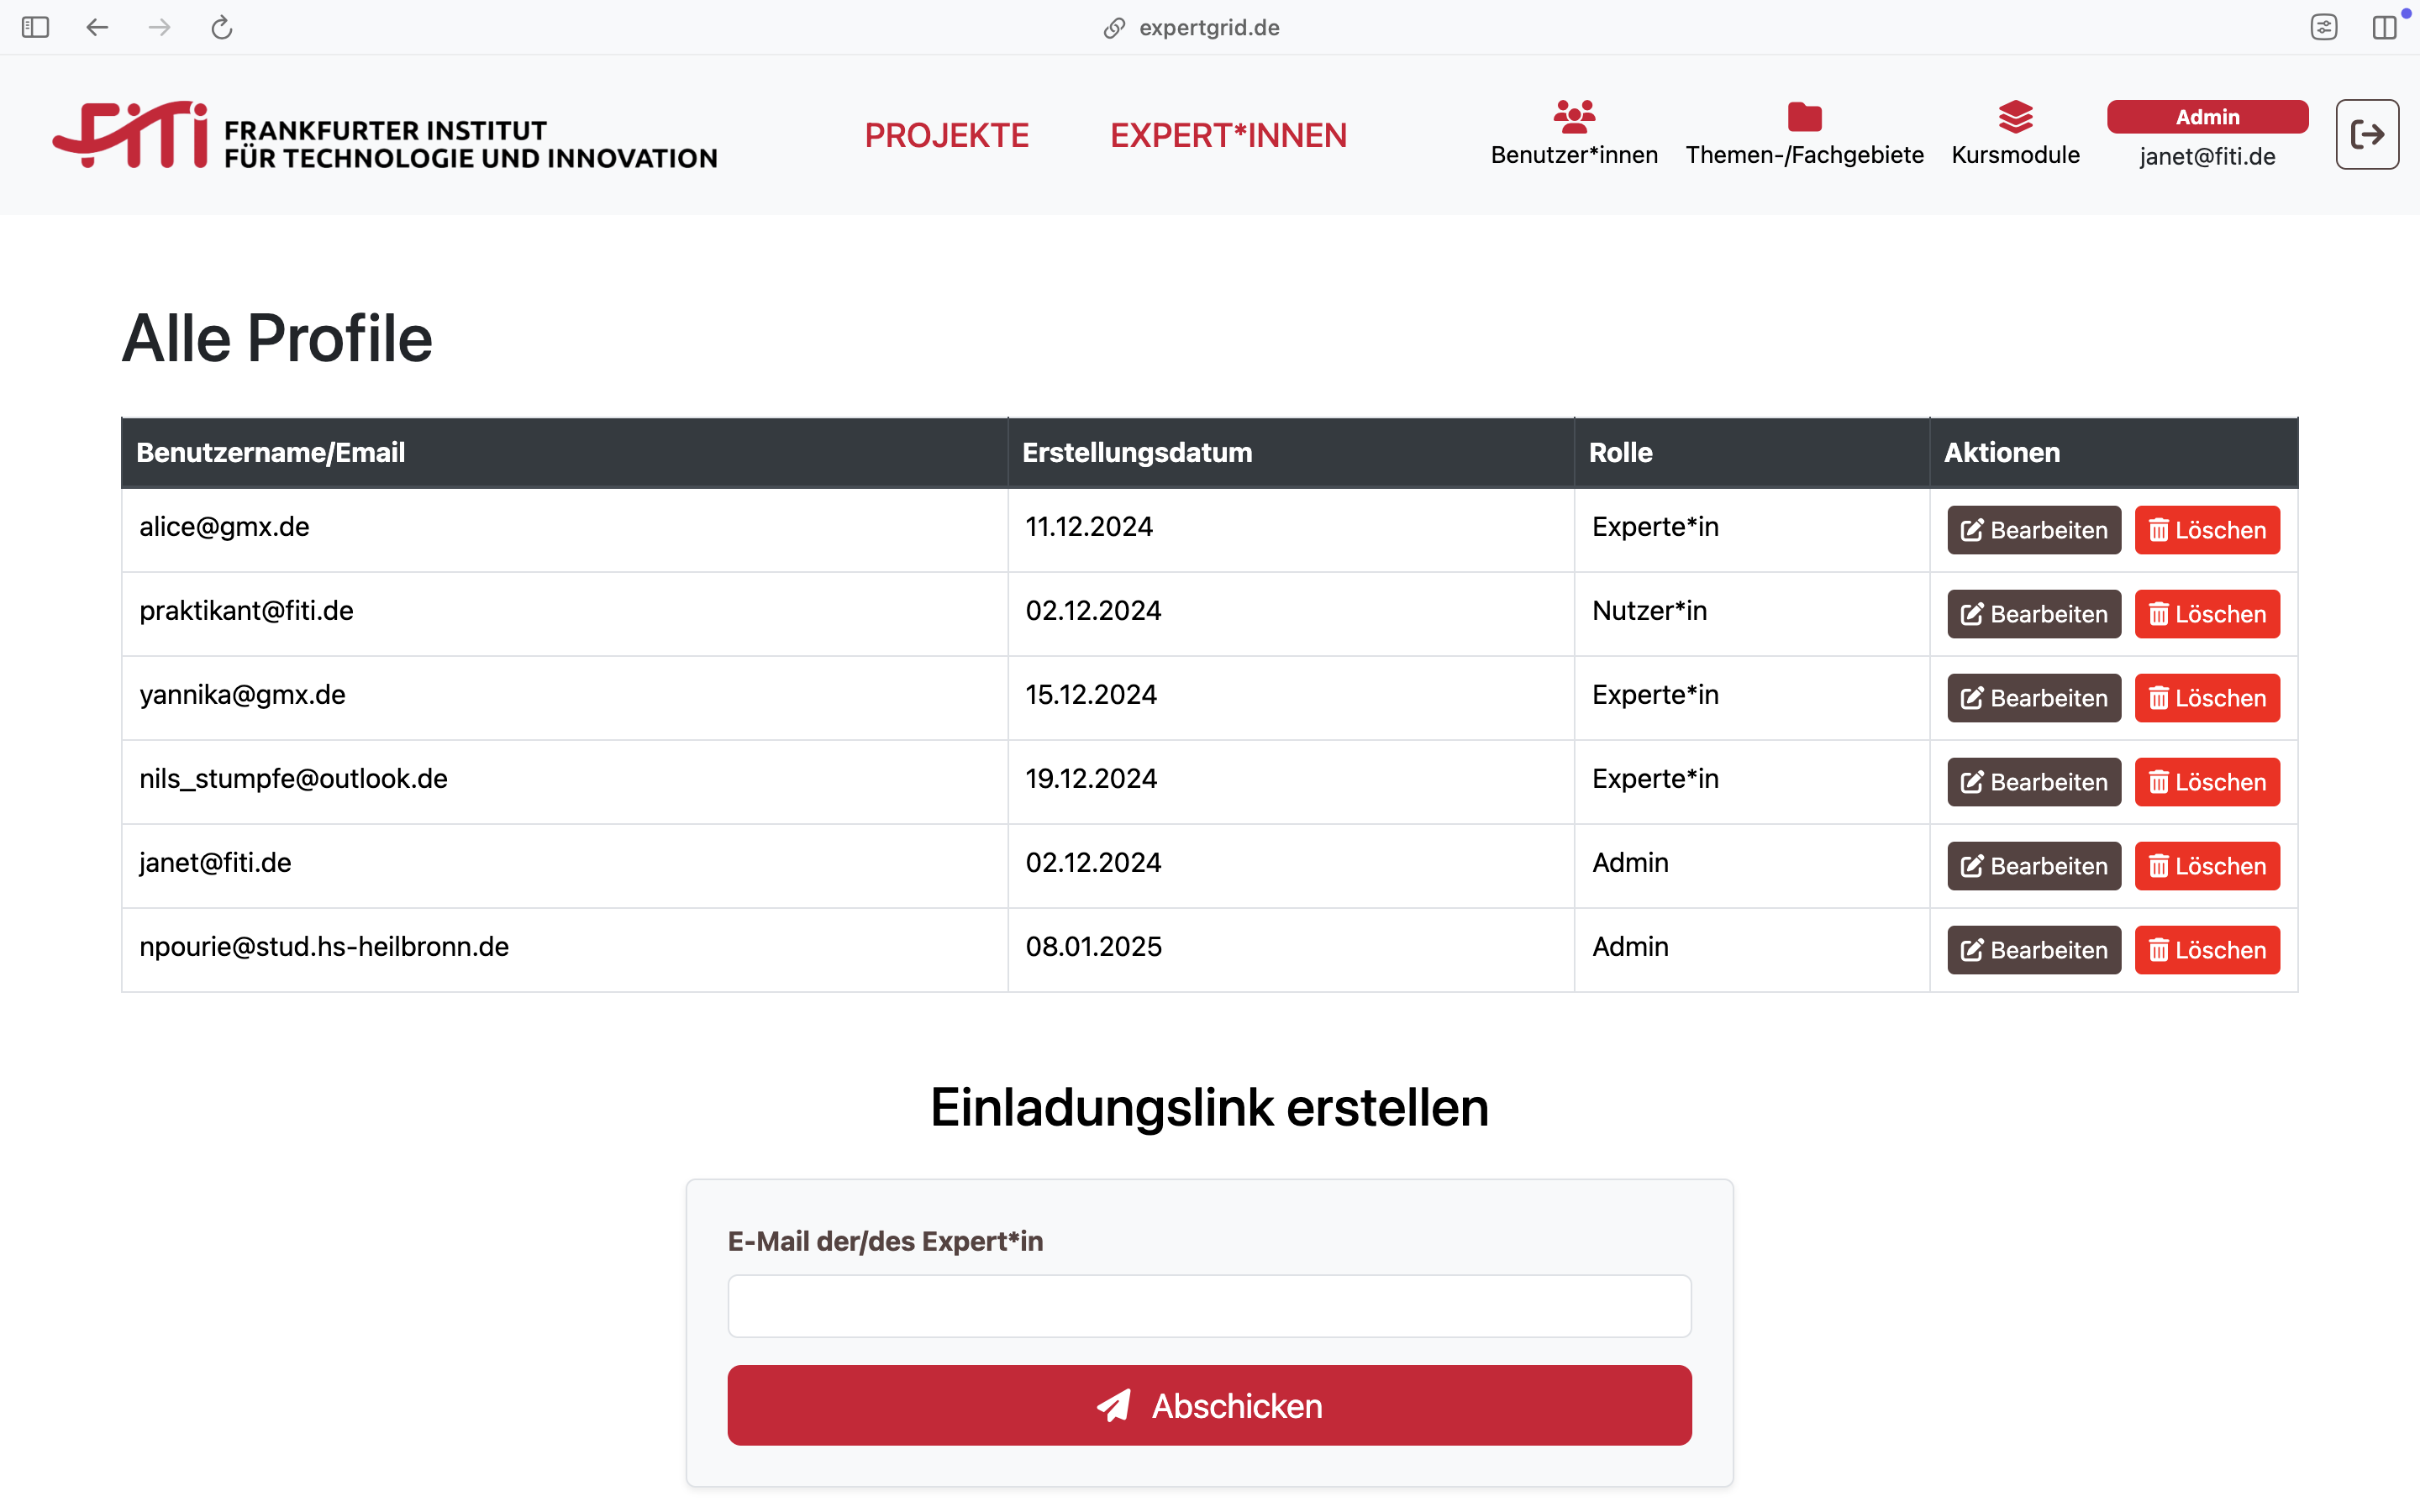 expertgrid.de
FiTi FRANKFURTER INSTITUT
FÜR TECHNOLOGIE UND INNOVATION
PROJEKTE
EXPERT*INNEN
Benutzer*innen
Themen-/Fachgebiete
Kursmodule
Admin
janet@fiti.de
Alle Profile
Benutzername/Email Erstellungsdatum Rolle Aktionen
alice@gmx.de 11.12.2024 Experte*in Bearbeiten Löschen
praktikant@fiti.de 02.12.2024 Nutzer*in Bearbeiten Löschen
yannika@gmx.de 15.12.2024 Experte*in Bearbeiten Löschen
nils_stumpfe@outlook.de 19.12.2024 Experte*in Bearbeiten Löschen
janet@fiti.de 02.12.2024 Admin Bearbeiten Löschen
npourie@stud.hs-heilbronn.de 08.01.2025 Admin Bearbeiten Löschen
Einladungslink erstellen
E-Mail der/des Expert*in
Abschicken